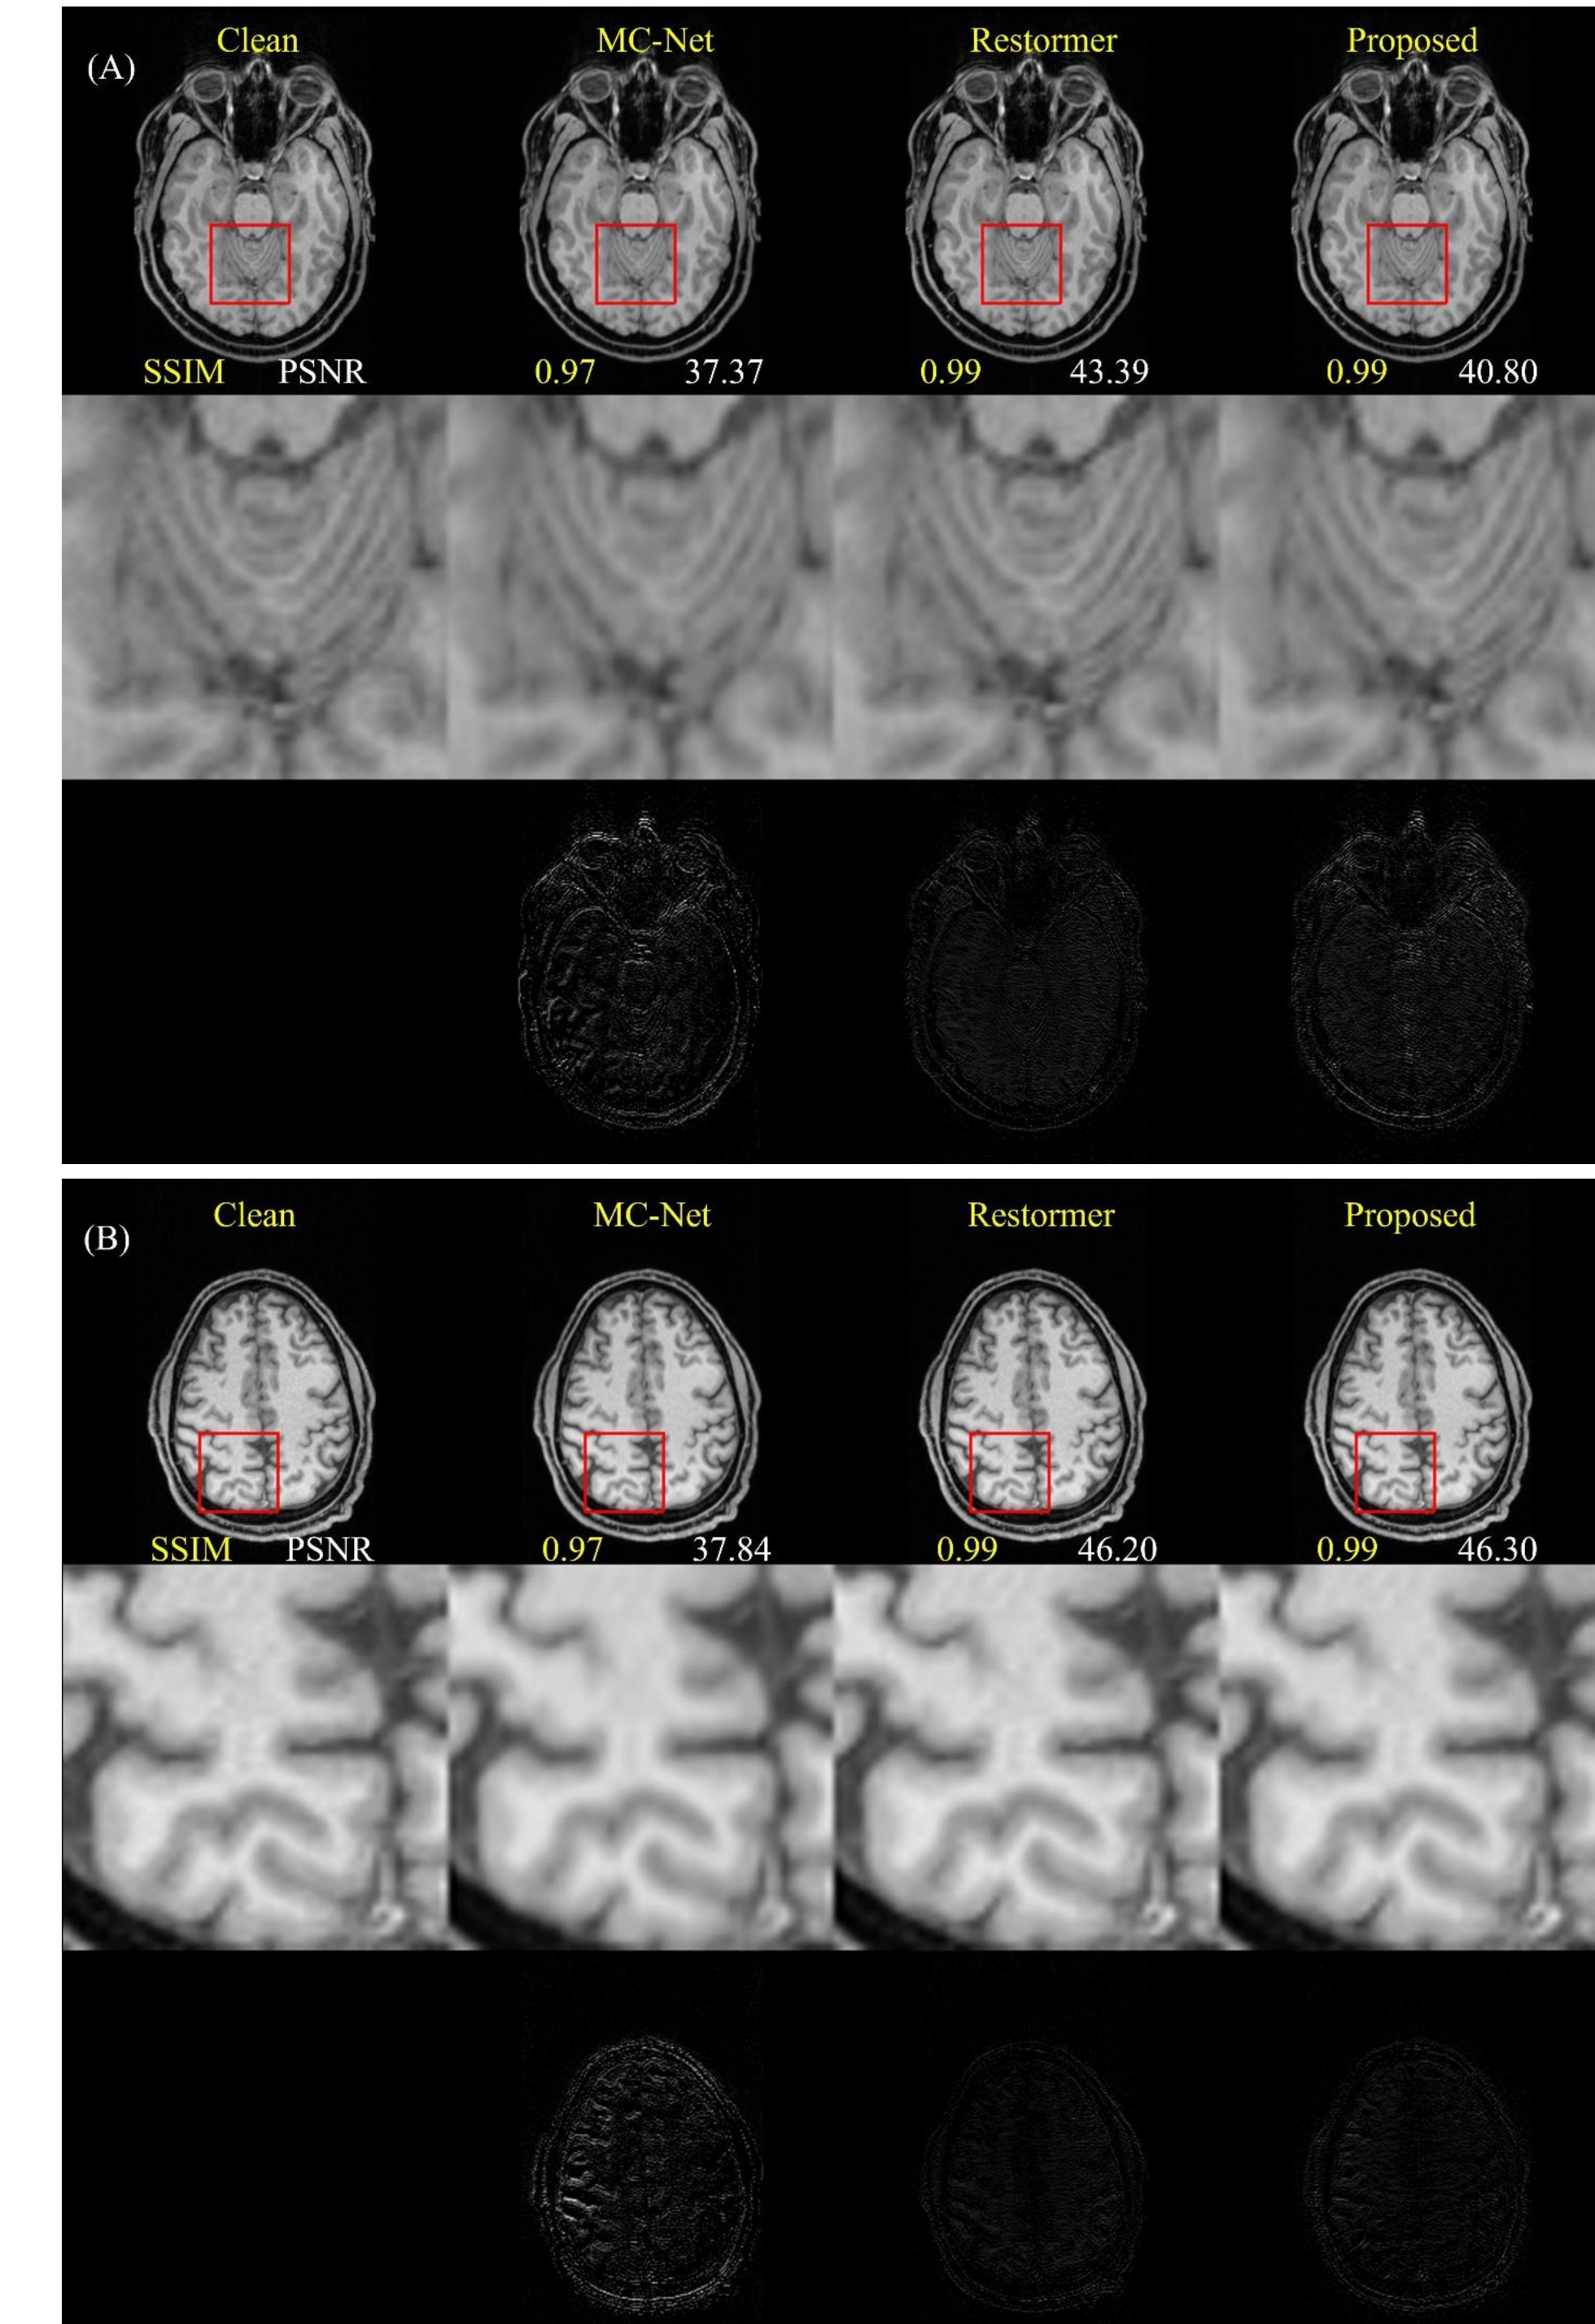 (A) Clean MC-Net Restormer Proposed
SSIM PSNR 0.97 37.37 0.99 43.39 0.99 40.80
(B) Clean MC-Net Restormer Proposed
SSIM PSNR 0.97 37.84 0.99 46.20 0.99 46.30